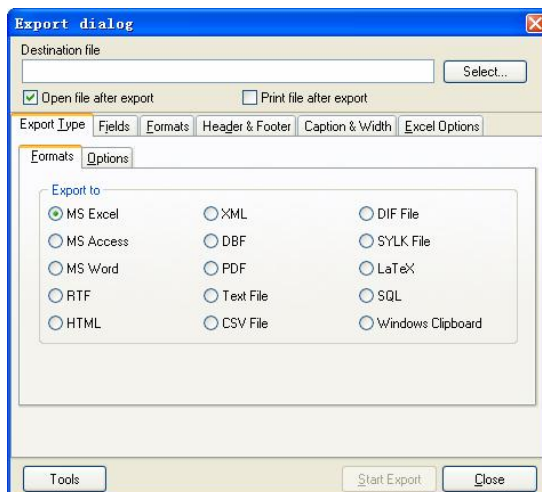 Export dialog
Destination file
Select...
Open file after export Print file after export
Export Type Fields Formats Header & Footer Caption & Width Excel Options
Formats Options
Export to
MS Excel XML DIF File
MS Access DBF SYLK File
MS Word PDF LaTeX
RTF Text File SQL
HTML CSV File Windows Clipboard
Tools Start Export Close